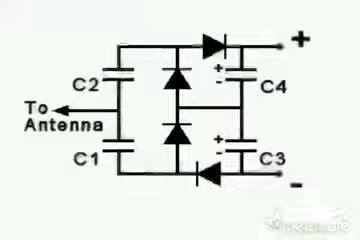 +
C2
+
-
C4
To
Antenna
C1
+
-
C3
-